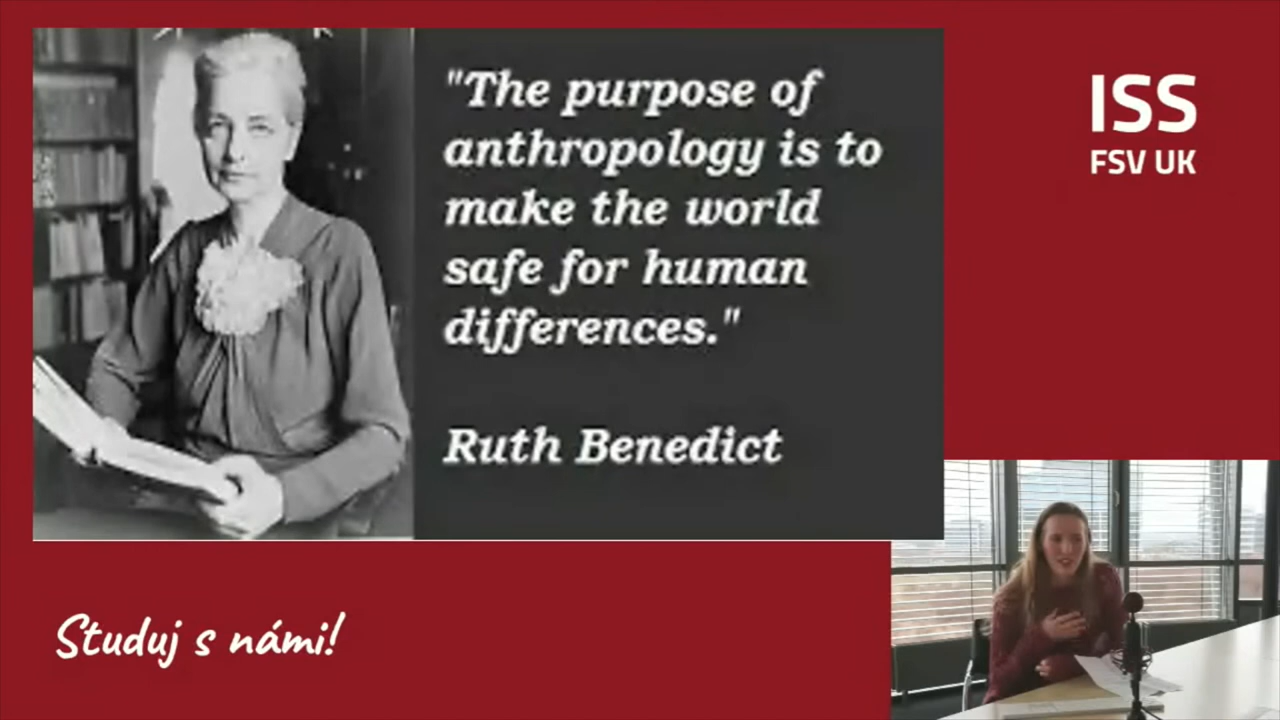 "The purpose of
anthropology is to
make the world
safe for human
differences."
Ruth Benedict
ISS
FSV UK
Studuj s námi!